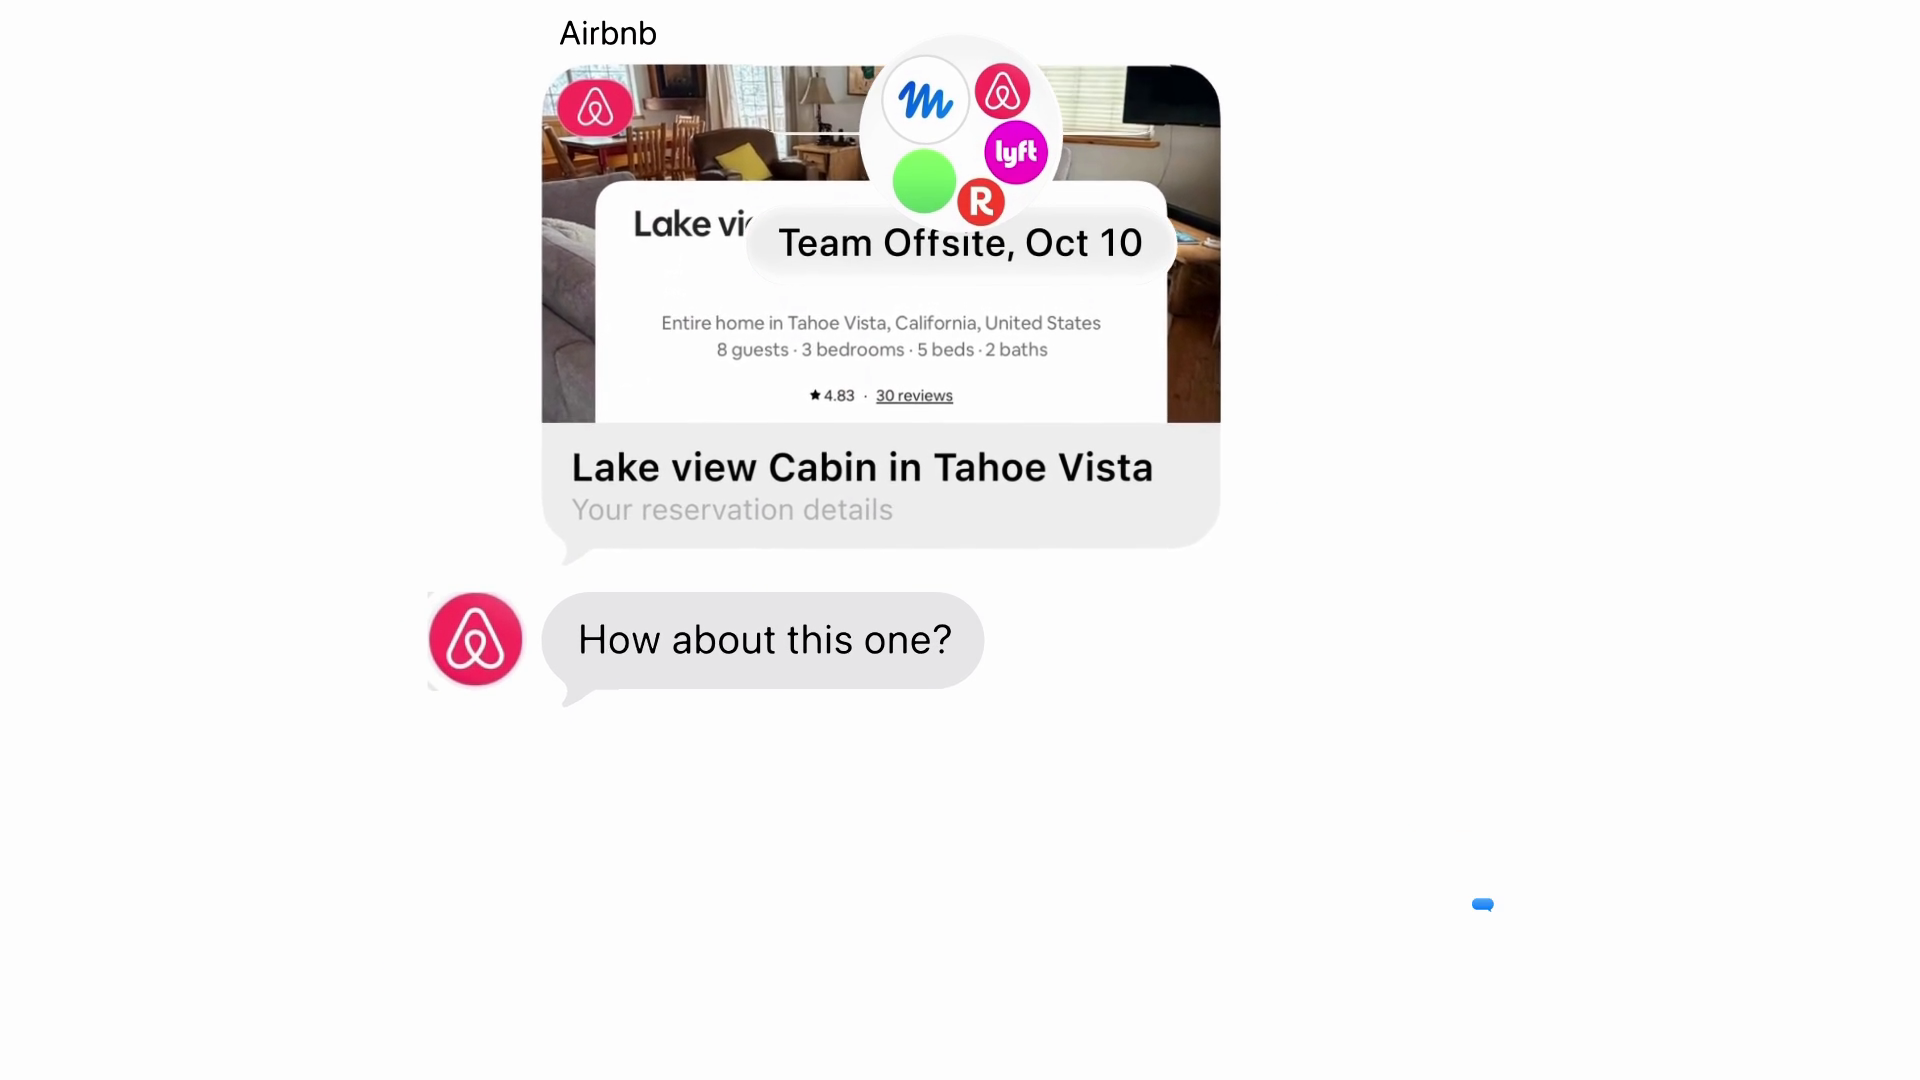 Airbnb
lyft
R
Lake vi
Team Offsite, Oct 10
Entire home in Tahoe Vista, California, United States
8 guests · 3 bedrooms · 5 beds · 2 baths
★ 4.83 · 30 reviews
Lake view Cabin in Tahoe Vista
Your reservation details
How about this one?